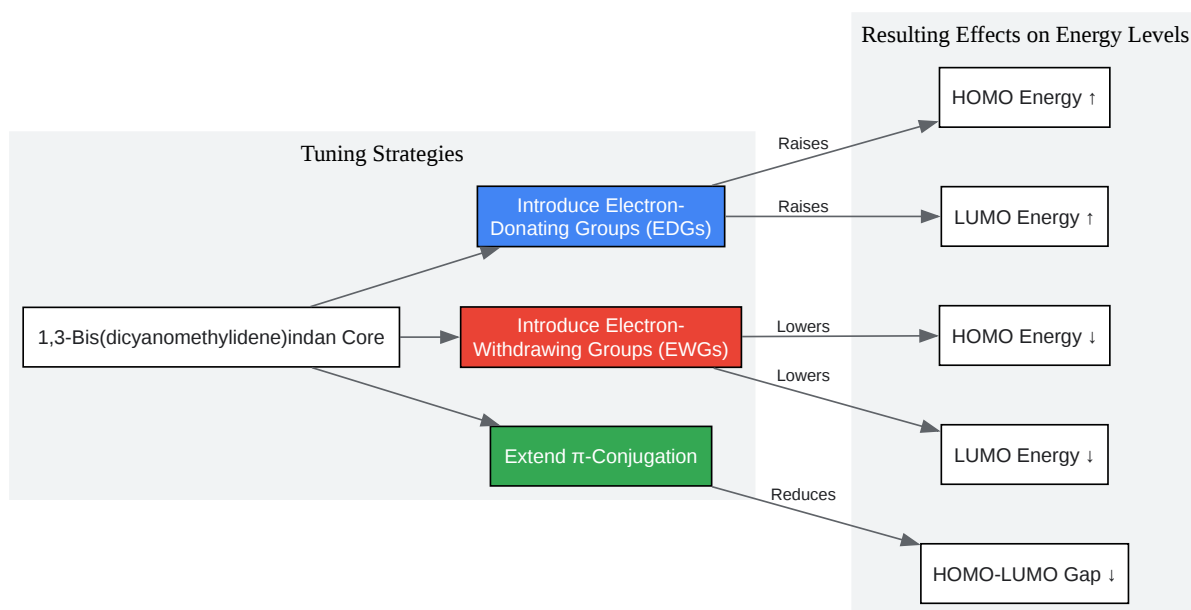 Resulting Effects on Energy Levels
HOMO Energy ↑
Raises
Tuning Strategies
Introduce Electron-
Donating Groups (EDGs)
Raises
LUMO Energy ↑
1,3-Bis(dicyanomethylidene)indan Core
Introduce Electron-
Withdrawing Groups (EWGs)
Lowers
HOMO Energy ↓
Lowers
LUMO Energy ↓
Extend π-Conjugation
Reduces
HOMO-LUMO Gap ↓